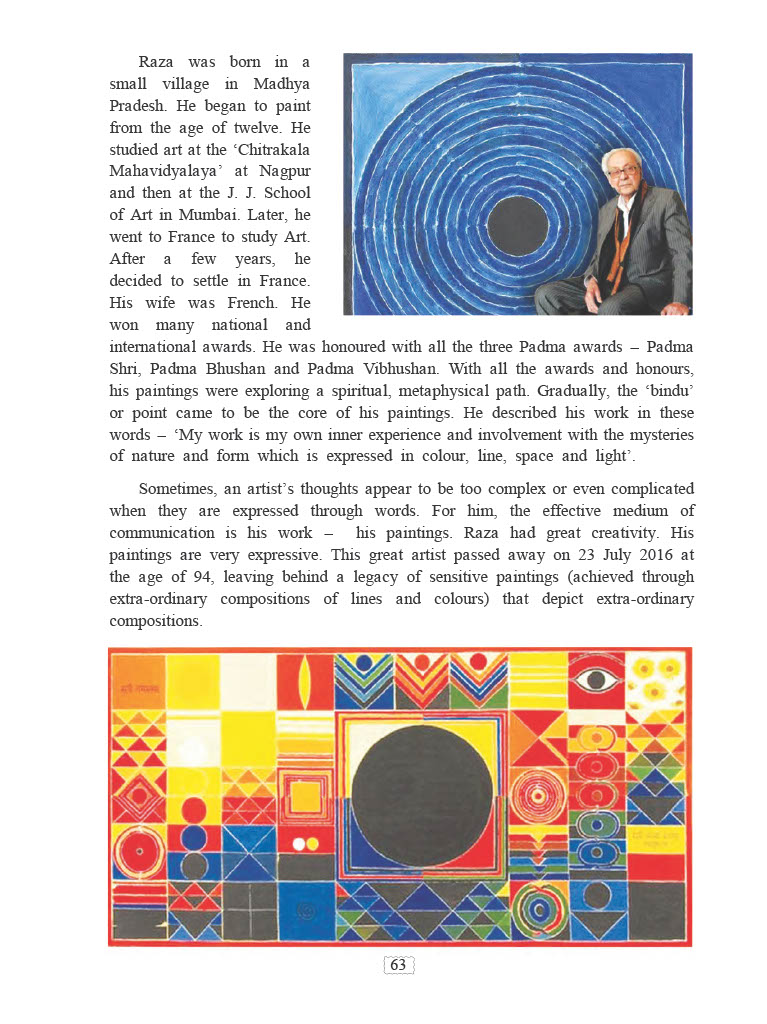 Raza was born in a
small village in Madhya
Pradesh. He began to paint
from the age of twelve. He
studied art at the ‘Chitrakala
Mahavidyalaya’ at Nagpur
and then at the J. J. School
of Art in Mumbai. Later, he
went to France to study Art.
After a few years, he
decided to settle in France.
His wife was French. He
won many national and
international awards. He was honoured with all the three Padma awards – Padma
Shri, Padma Bhushan and Padma Vibhushan. With all the awards and honours,
his paintings were exploring a spiritual, metaphysical path. Gradually, the ‘bindu’
or point came to be the core of his paintings. He described his work in these
words – ‘My work is my own inner experience and involvement with the mysteries
of nature and form which is expressed in colour, line, space and light’.
Sometimes, an artist’s thoughts appear to be too complex or even complicated
when they are expressed through words. For him, the effective medium of
communication is his work – his paintings. Raza had great creativity. His
paintings are very expressive. This great artist passed away on 23 July 2016 at
the age of 94, leaving behind a legacy of sensitive paintings (achieved through
extra-ordinary compositions of lines and colours) that depict extra-ordinary
compositions.
63